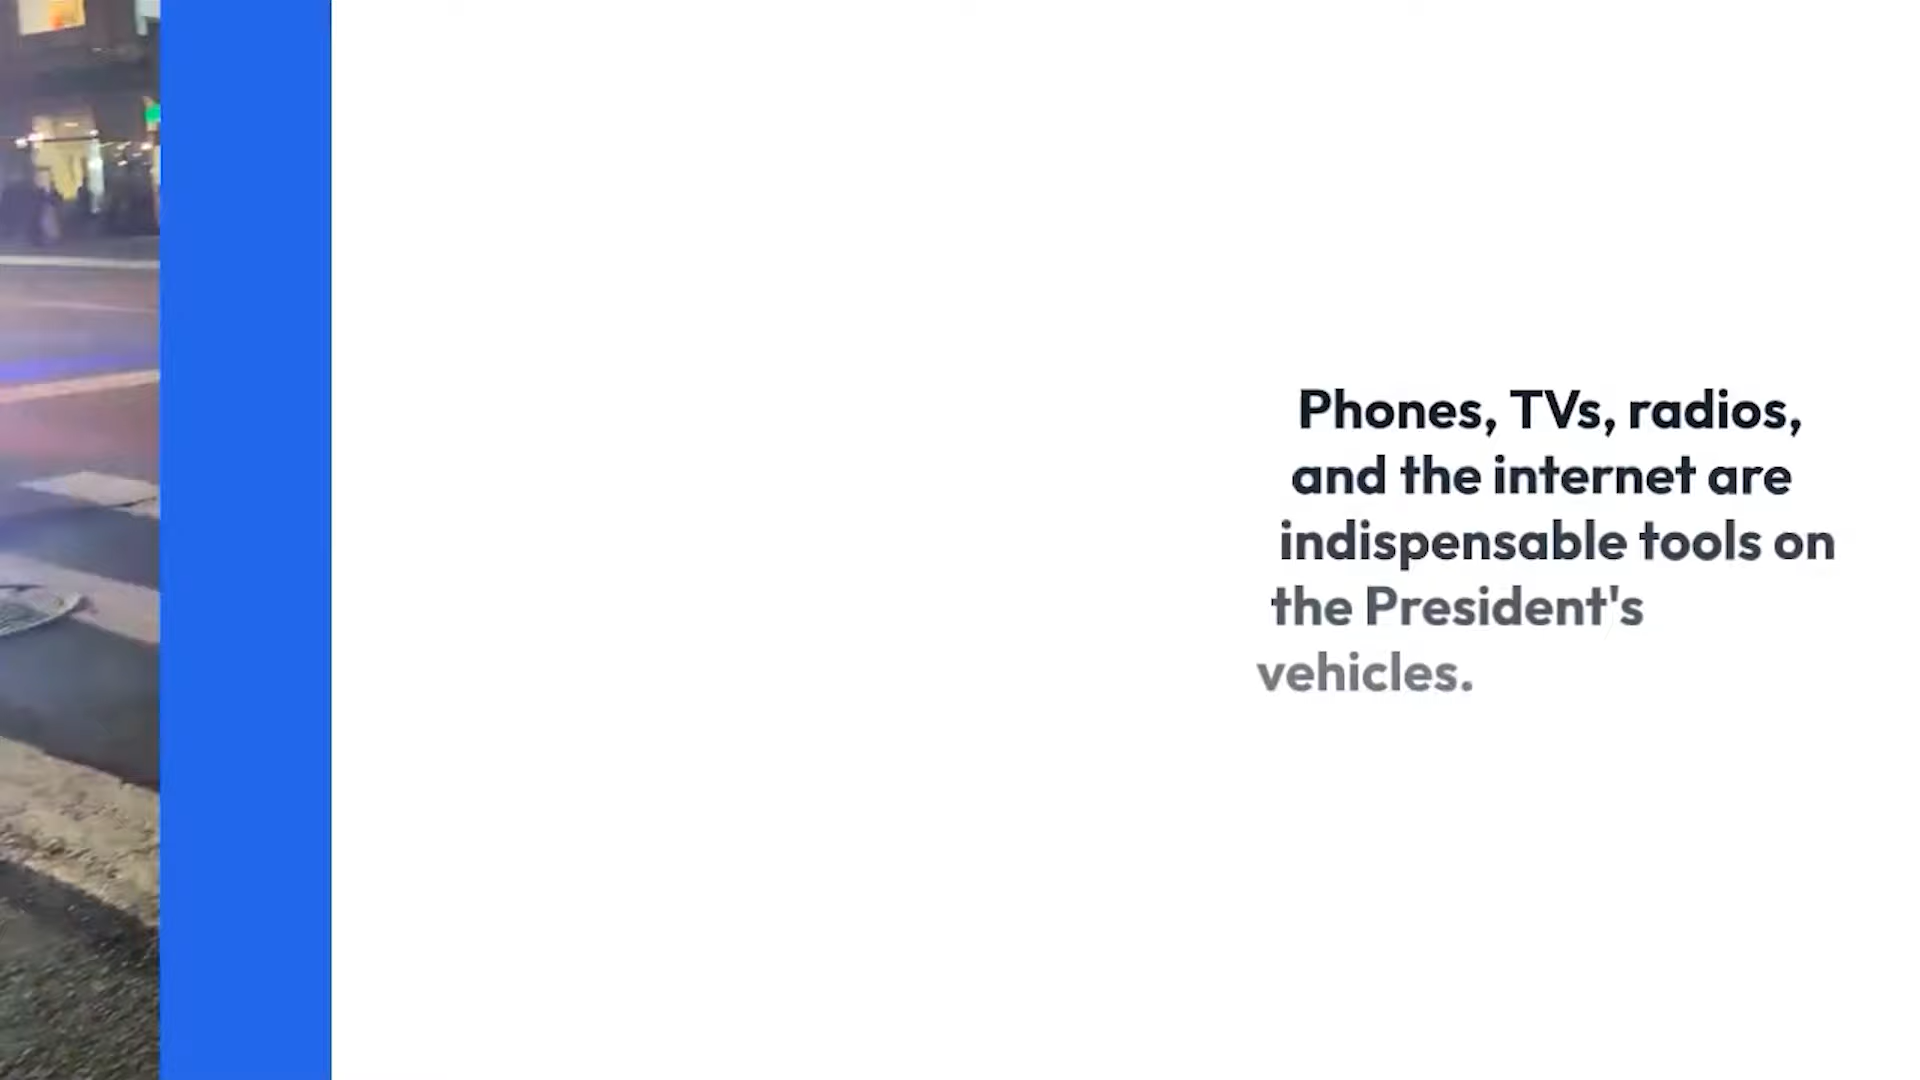 Phones, TVs, radios,
and the internet are
indispensable tools on
the President's
vehicles.